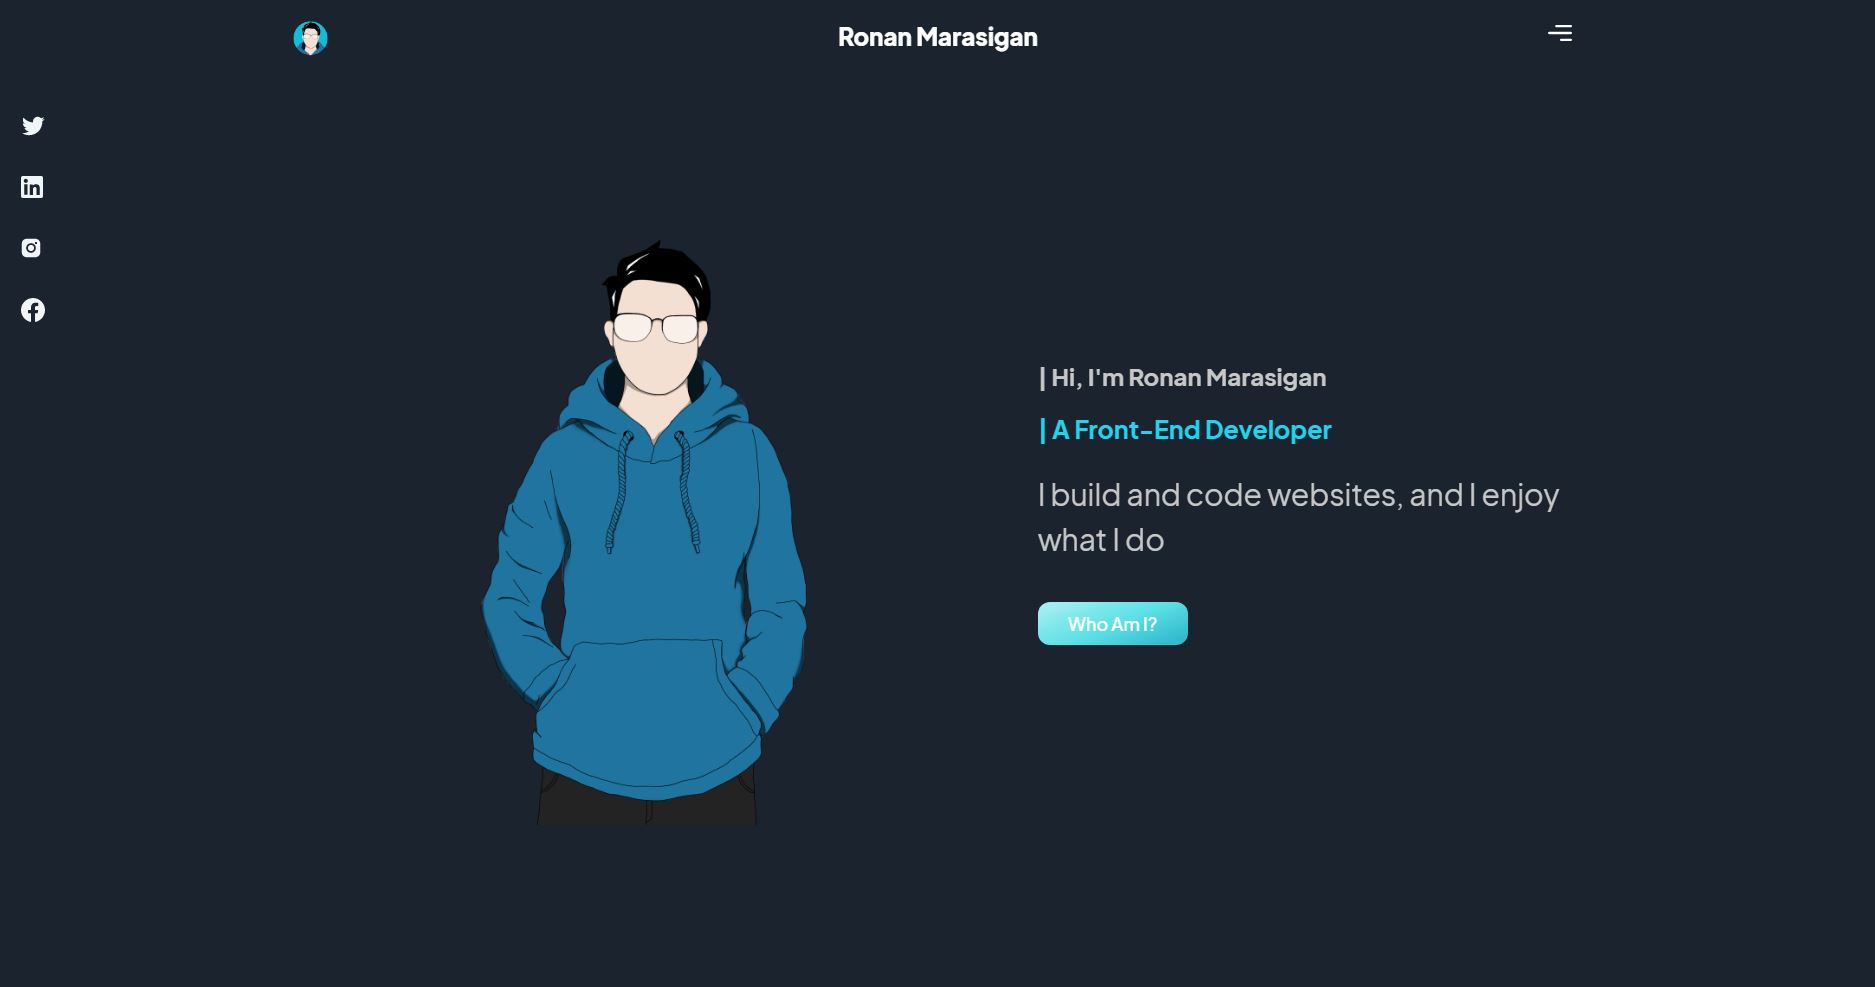 Ronan Marasigan
| Hi, I'm Ronan Marasigan
| A Front-End Developer
I build and code websites, and I enjoy
what I do
Who Am I?